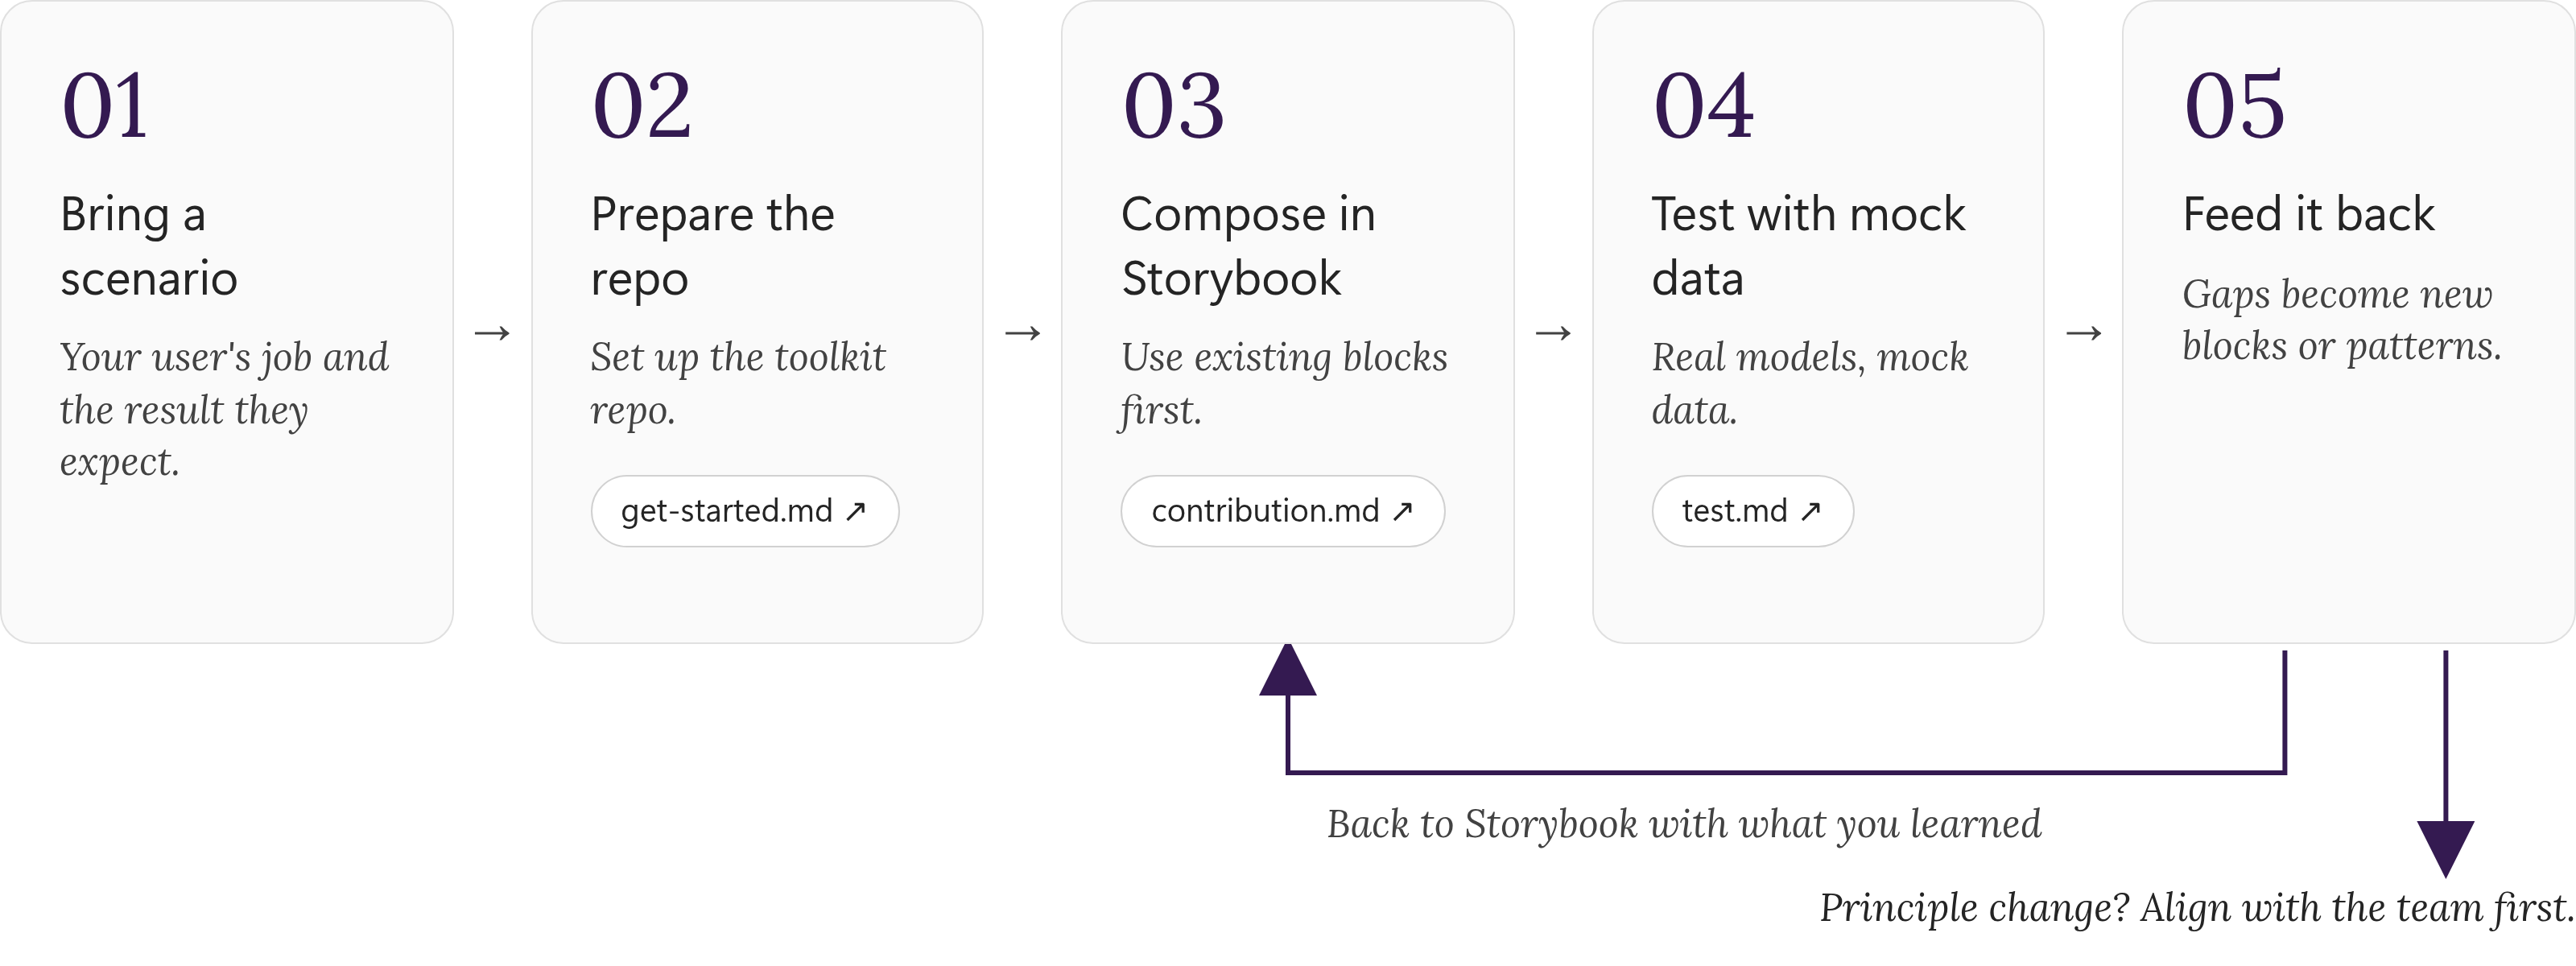 01
Bring a
scenario
Your user's job and
the result they
expect.
→
02
Prepare the
repo
Set up the toolkit
repo.
get-started.md ↗
→
03
Compose in
Storybook
Use existing blocks
first.
contribution.md ↗
→
04
Test with mock
data
Real models, mock
data.
test.md ↗
→
05
Feed it back
Gaps become new
blocks or patterns.
Back to Storybook with what you learned
Principle change? Align with the team first.